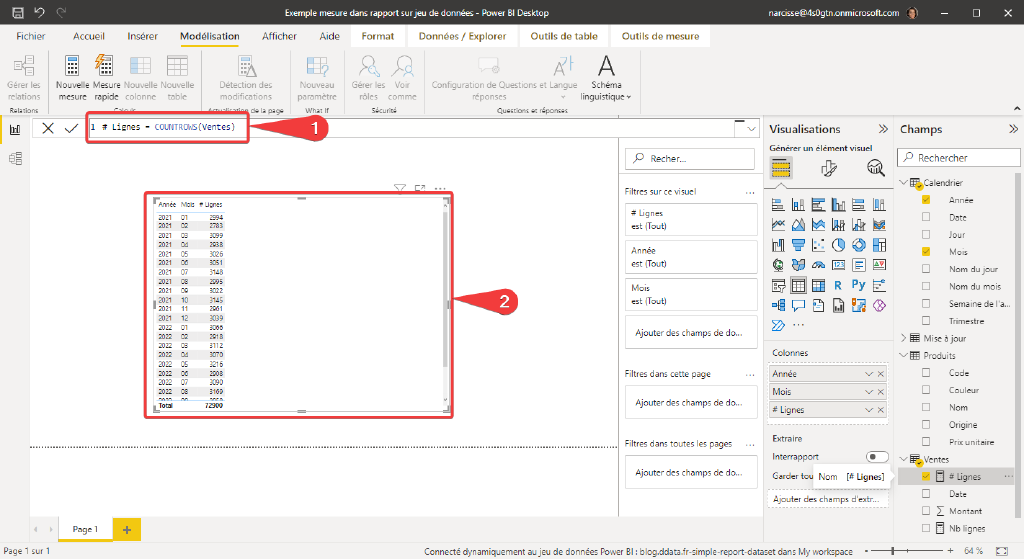 Exemple mesure dans rapport sur jeu de données - Power BI Desktop
narcisse@4s0gtn.onmicrosoft.com
Fichier Accueil Insérer Modélisation Afficher Aide Format Données / Explorer Outils de table Outils de mesure
Gérer les relations
Nouvelle mesure
Mesure rapide
Nouvelle colonne
Nouvelle table
Détection des modifications
Nouveau paramètre
Gérer les rôles
Voir comme
Configuration de Questions et réponses
Langue
Schéma linguistique
Relations
Calculs
Actualisation de la page
What If
Sécurité
Questions et réponses
1 # Lignes = COUNTROWS(Ventes)
1
Année Mois # Lignes
2021 01 2994
2021 02 2783
2021 03 3099
2021 04 2938
2021 05 3026
2021 06 3051
2021 07 3148
2021 08 2995
2021 09 3022
2021 10 3145
2021 11 2961
2021 12 3039
2022 01 3066
2022 02 2918
2022 03 3112
2022 04 3070
2022 05 3216
2022 06 2908
2022 07 3090
2022 08 3169
Total 72900
2
Recher...
Filtres sur ce visuel ...
# Lignes
est (Tout)
Année
est (Tout)
Mois
est (Tout)
Ajouter des champs de do...
Filtres dans cette page ...
Ajouter des champs de do...
Filtres dans toutes les pages ...
Ajouter des champs de do...
Visualisations
Générer un élément visuel
123
R Py
...
Colonnes
Année
Mois
# Lignes
Extraire
Interrapport
Garder tou
Nom [# Lignes]
Ajouter des champs d'extr...
Champs
Rechercher
Calendrier
Année
Date
Jour
Mois
Nom du jour
Nom du mois
Semaine de l'a...
Trimestre
Mise à jour
Produits
Code
Couleur
Nom
Origine
Prix unitaire
Ventes
# Lignes ...
Date
Montant
Nb lignes
Page 1 +
Page 1 sur 1
Connecté dynamiquement au jeu de données Power BI : blog.ddata.fr-simple-report-dataset dans My workspace
- + 64 %